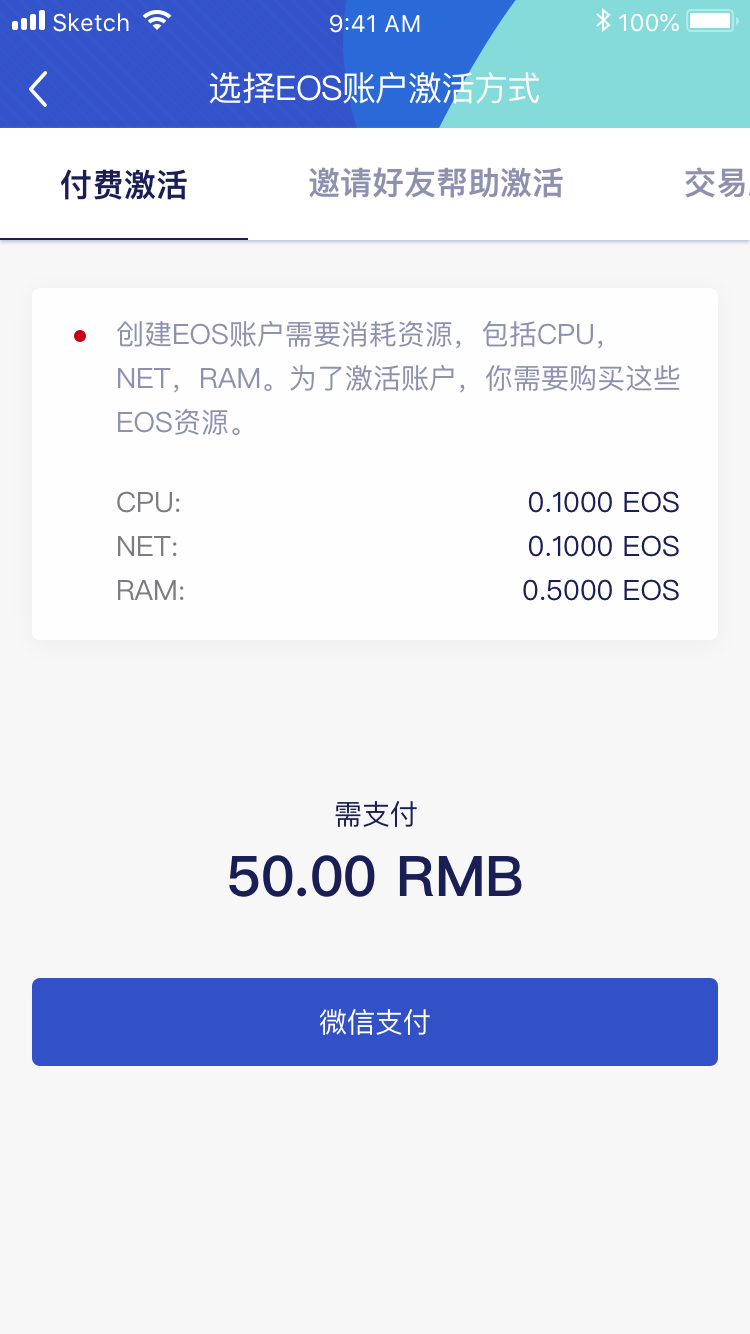 Sketch 9:41 AM 100%
选择EOS账户激活方式
付费激活 邀请好友帮助激活 交易
创建EOS账户需要消耗资源，包括CPU，
NET，RAM。为了激活账户，你需要购买这些
EOS资源。
CPU: 0.1000 EOS
NET: 0.1000 EOS
RAM: 0.5000 EOS
需支付
50.00 RMB
微信支付